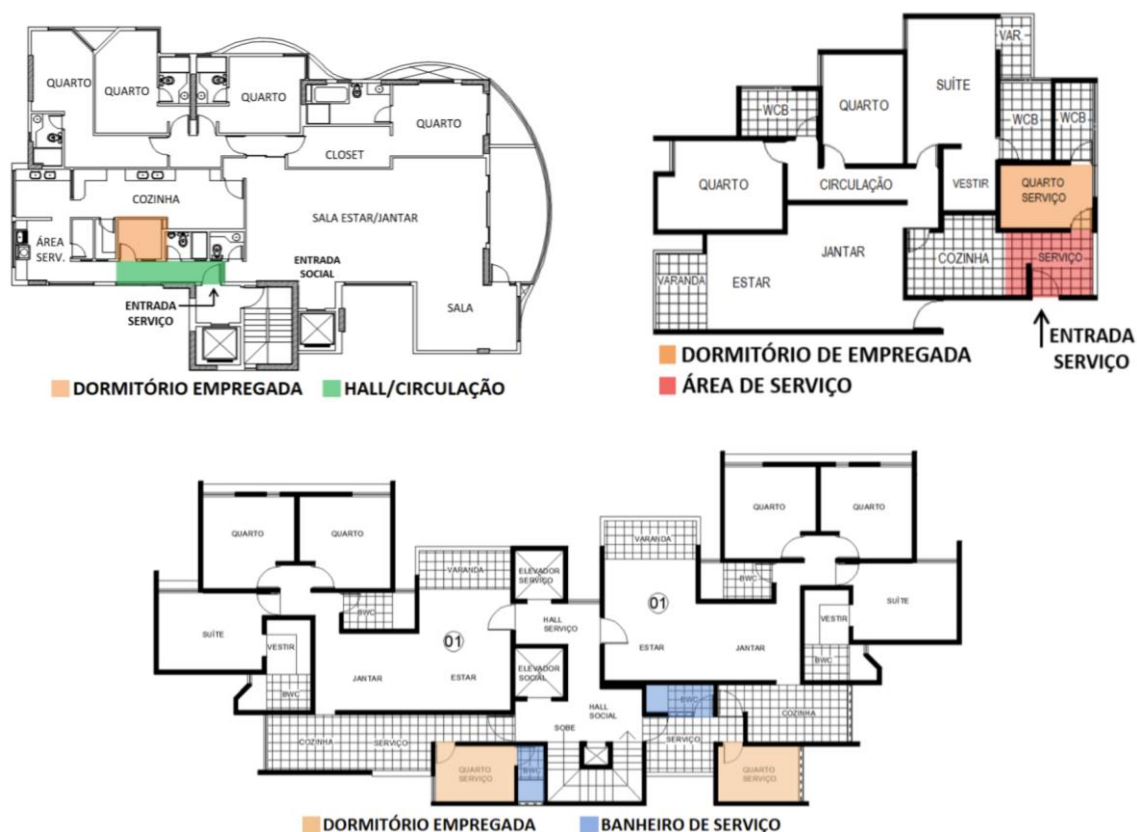 QUARTO
QUARTO
QUARTO
QUARTO
CLOSET
COZINHA
SALA ESTAR/JANTAR
ÁREA
SERV.
ENTRADA
SOCIAL
ENTRADA
SERVIÇO
SALA
DORMITÓRIO EMPREGADA
HALL/CIRCULAÇÃO
VAR.
SUÍTE
QUARTO
WCB
WCB
WCB
QUARTO
CIRCULAÇÃO
VESTIR
QUARTO
SERVIÇO
JANTAR
COZINHA
SERVIÇO
VARANDA
ESTAR
ENTRADA
SERVIÇO
DORMITÓRIO DE EMPREGADA
ÁREA DE SERVIÇO
QUARTO
QUARTO
VARANDA
BWC
SUÍTE
VESTIR
BWC
01
JANTAR
ESTAR
COZINHA
SERVIÇO
QUARTO
SERVIÇO
BWC
ELEVADOR
SERVIÇO
HALL
SERVIÇO
ELEVADOR
SOCIAL
HALL
SOCIAL
SOBE
QUARTO
QUARTO
VARANDA
BWC
01
SUÍTE
VESTIR
BWC
ESTAR
JANTAR
BWC
COZINHA
SERVIÇO
QUARTO
SERVIÇO
DORMITÓRIO EMPREGADA
BANHEIRO DE SERVIÇO